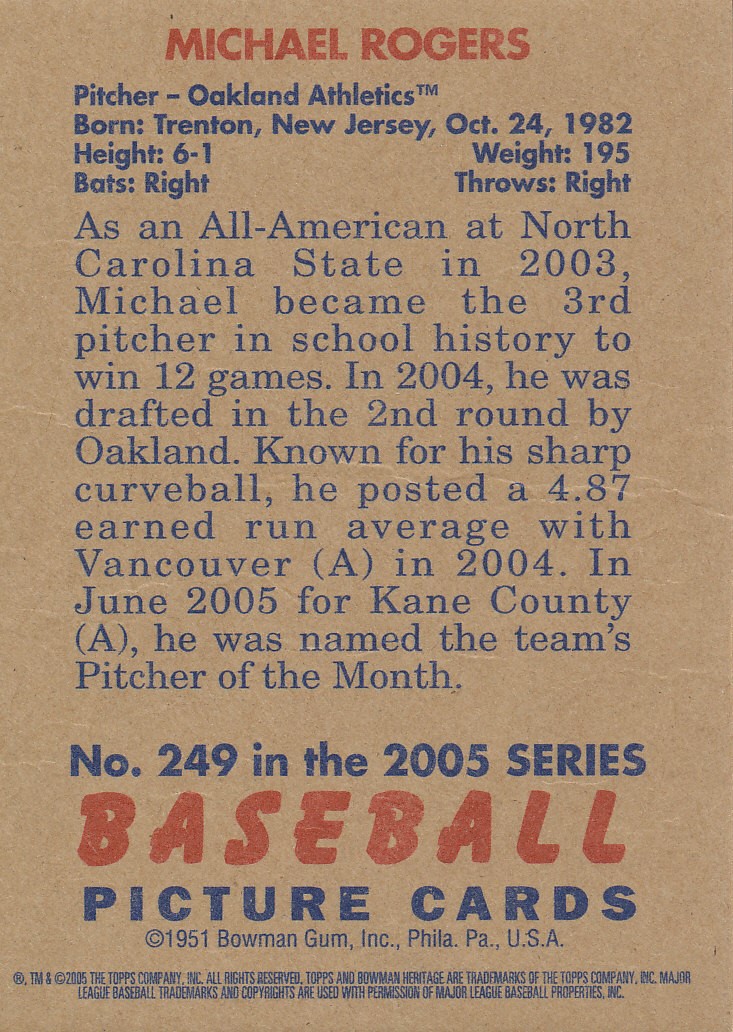 MICHAEL ROGERS
Pitcher – Oakland Athletics™
Born: Trenton, New Jersey, Oct. 24, 1982
Height: 6-1 Weight: 195
Bats: Right Throws: Right
As an All-American at North
Carolina State in 2003,
Michael became the 3rd
pitcher in school history to
win 12 games. In 2004, he was
drafted in the 2nd round by
Oakland. Known for his sharp
curveball, he posted a 4.87
earned run average with
Vancouver (A) in 2004. In
June 2005 for Kane County
(A), he was named the team's
Pitcher of the Month.
No. 249 in the 2005 SERIES
BASEBALL
PICTURE CARDS
©1951 Bowman Gum, Inc., Phila. Pa., U.S.A.
®, TM & ©2005 THE TOPPS COMPANY, INC. ALL RIGHTS RESERVED. TOPPS AND BOWMAN HERITAGE ARE TRADEMARKS OF THE TOPPS COMPANY, INC. MAJOR
LEAGUE BASEBALL TRADEMARKS AND COPYRIGHTS ARE USED WITH PERMISSION OF MAJOR LEAGUE BASEBALL PROPERTIES, INC.